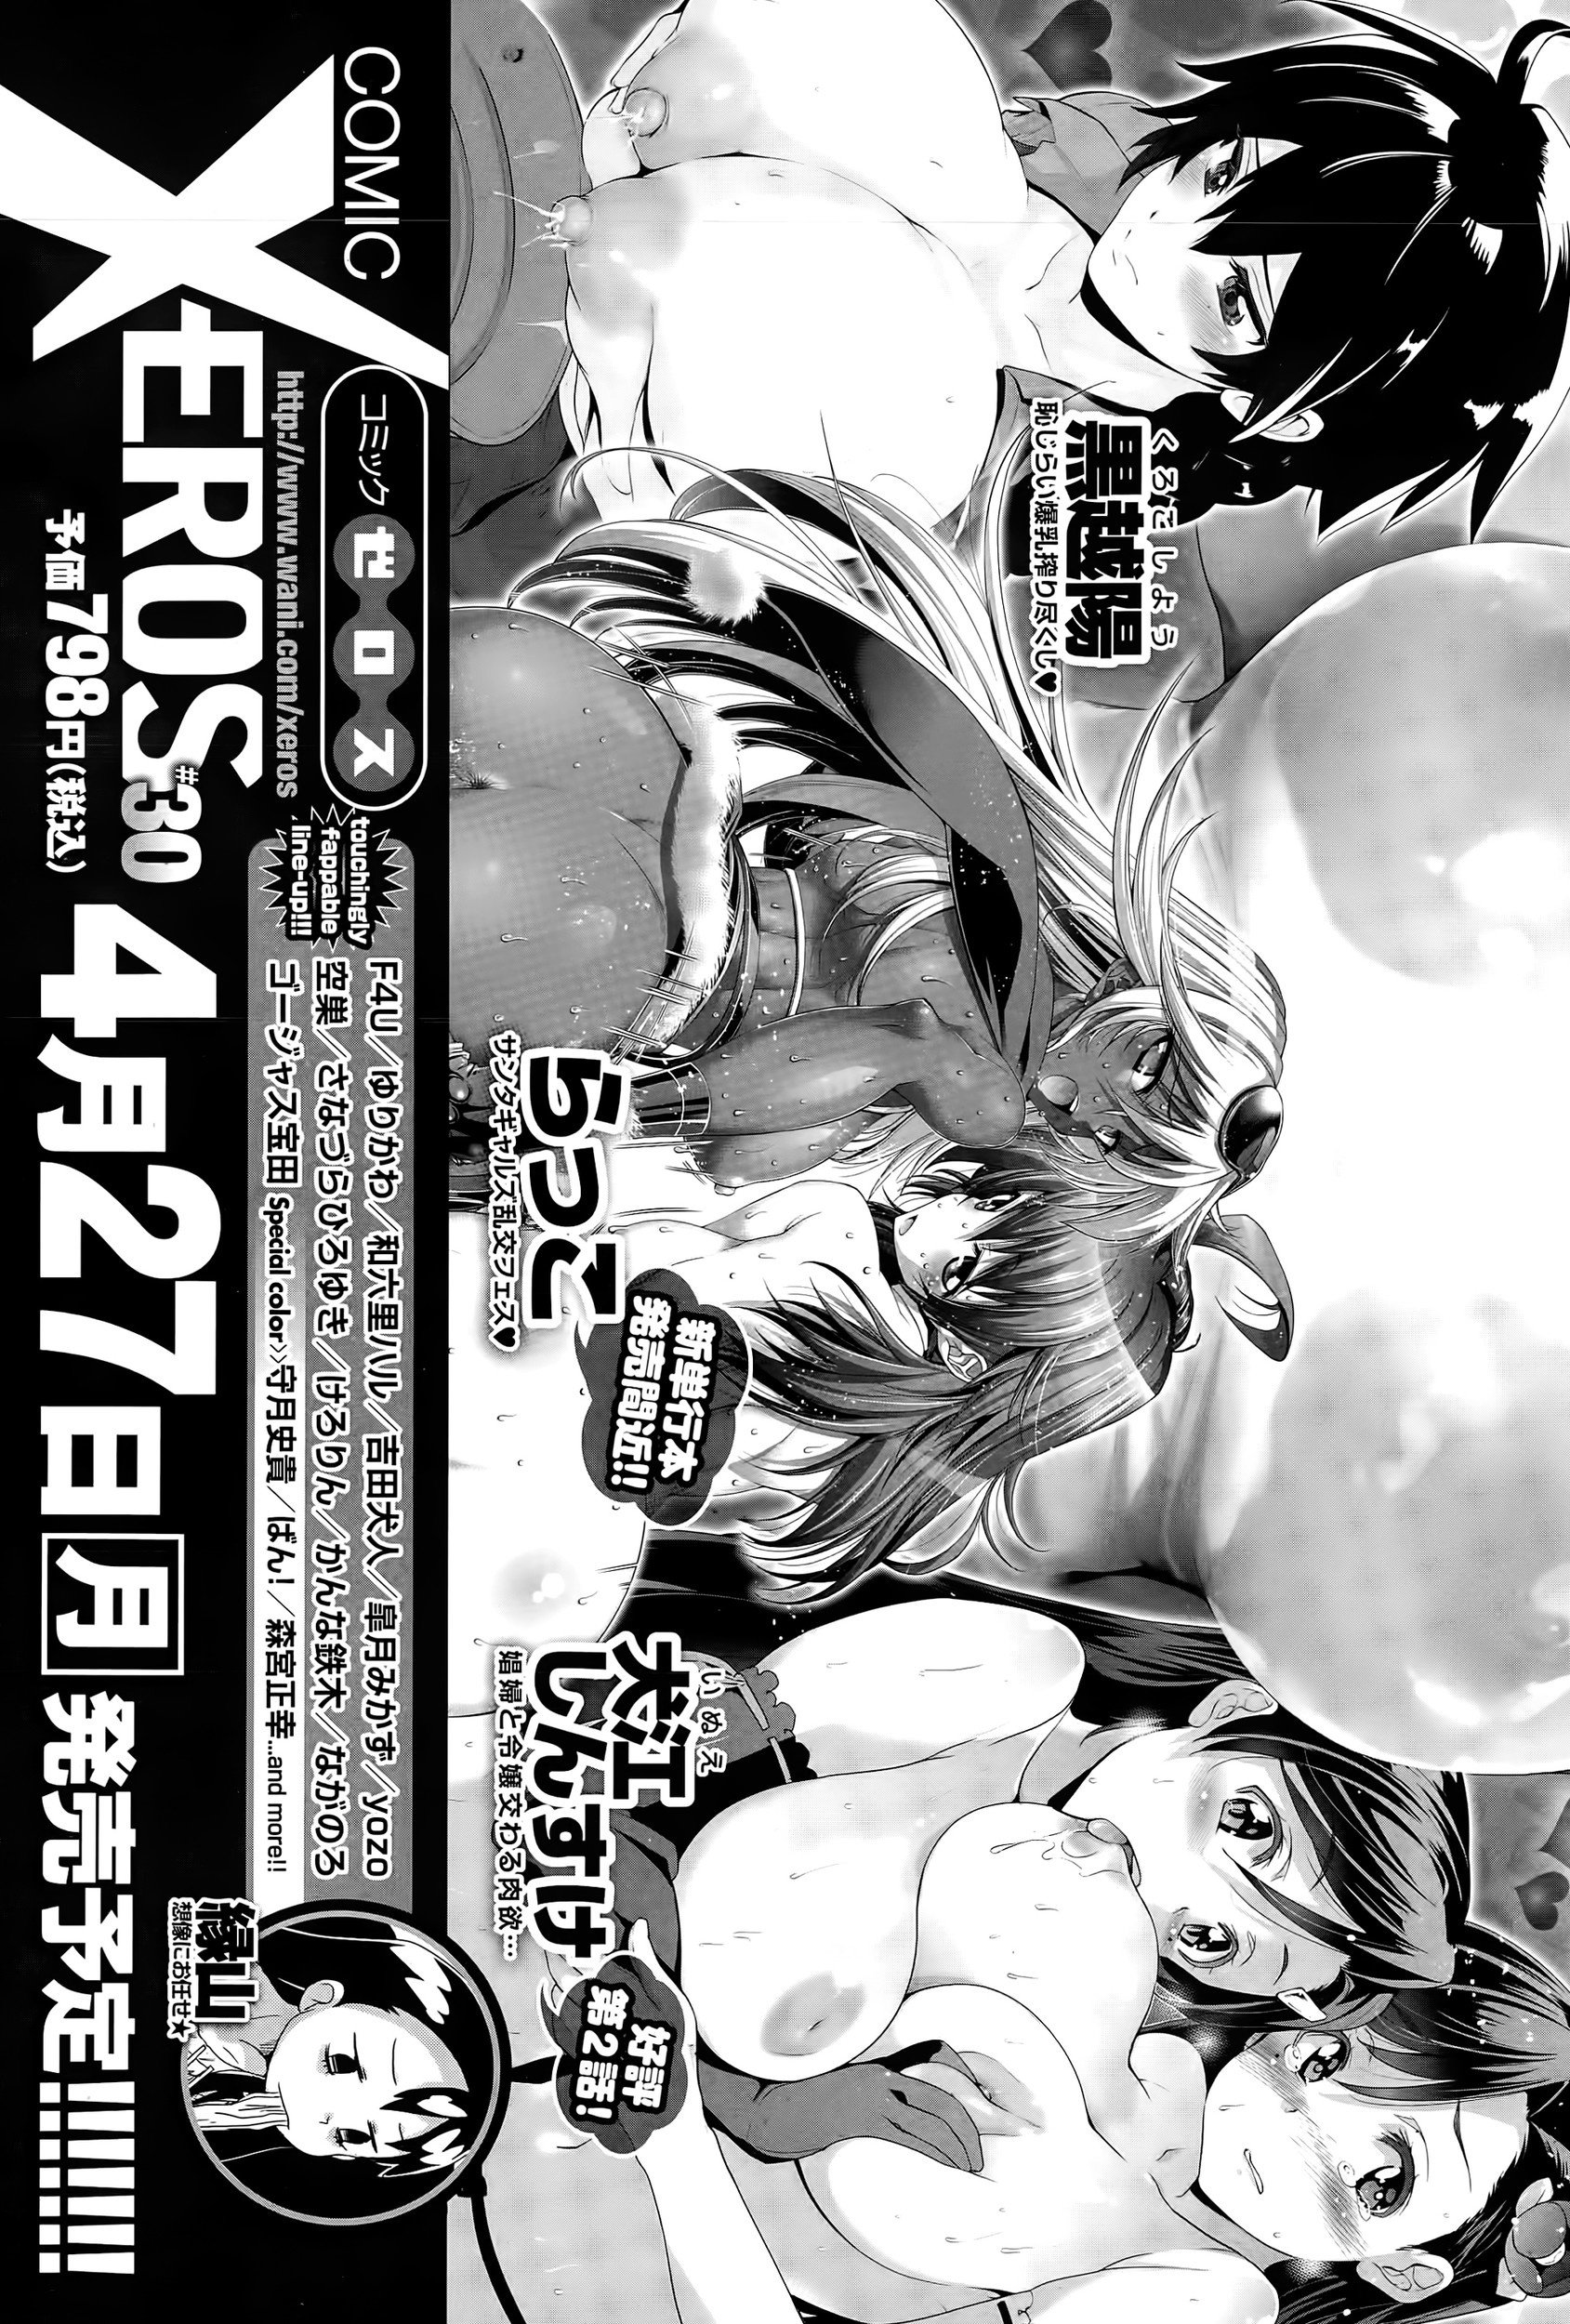 くろこしよう
黒越陽
恥じらい爆乳搾り尽くし♥
らっこ
サンタギャルズ乱交フェス♥
新単行本
発売間近!!
いぬえ
犬江
しんすけ
娼婦と令嬢交わる肉欲…
好評
第2話!
COMIC
XEROS
#30
コミック ゼロス
http://www.wani.com/xeros
予価798円(税込)
touchingly
fappable
line-up!!!
F4U／ゆりかわ／和六里ハル／吉田犬人／皐月みかず／yozo
空巣／さなづらひろゆき／けろりん／かんな鉄木／ながのろ
ゴージャス宝田 Special color>>守月史貴／ばん!／森宮正幸...and more!!
4月27日月 発売予定!!!!!!!
縁山
想像にお任せ★